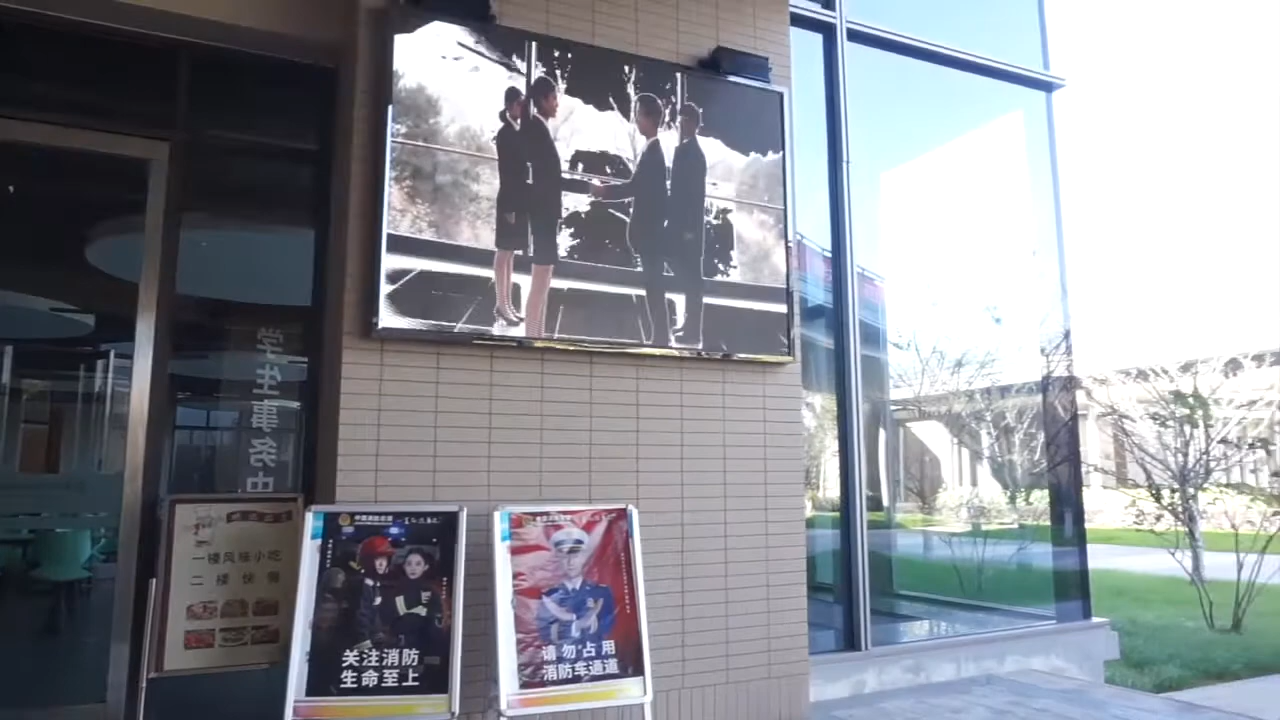 学生事务中
一楼风味小吃
二楼快餐
关注消防
生命至上
请勿占用
消防车通道